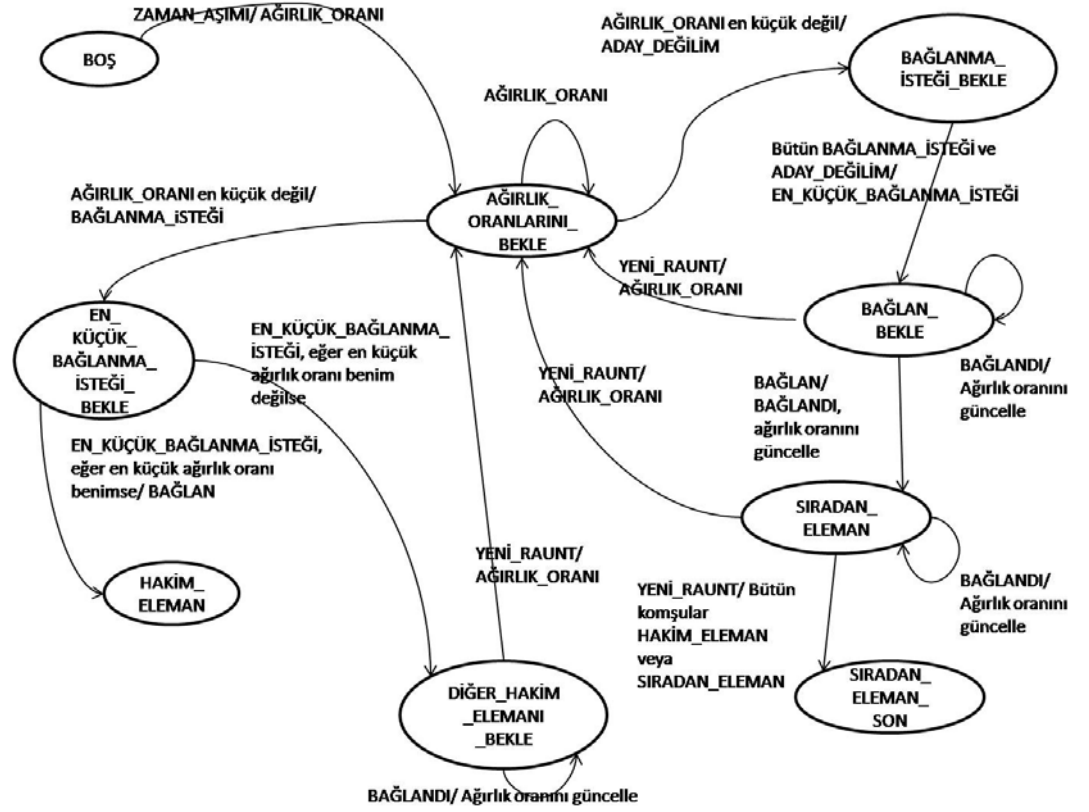 ZAMAN_AŞIMI/ AĞIRLIK_ORANI
BOŞ
AĞIRLIK_ORANI en küçük değil/
ADAY_DEĞİLİM
BAĞLANMA_
İSTEĞİ_BEKLE
AĞIRLIK_ORANI
Bütün BAĞLANMA_İSTEĞİ ve
ADAY_DEĞİLİM/
EN_KÜÇÜK_BAĞLANMA_İSTEĞİ
AĞIRLIK_ORANI en küçük değil/
BAĞLANMA_iSTEĞİ
AĞIRLIK_
ORANLARINI_
BEKLE
YENİ_RAUNT/
AĞIRLIK_ORANI
BAĞLAN_
BEKLE
EN_
KÜÇÜK_
BAĞLANMA_
İSTEĞİ_
BEKLE
EN_KÜÇÜK_BAĞLANMA_
İSTEĞİ, eğer en küçük
ağırlık oranı benim
değilse
YENİ_RAUNT/
AĞIRLIK_ORANI
BAĞLAN/
BAĞLANDI,
ağırlık oranını
güncelle
BAĞLANDI/
Ağırlık oranını
güncelle
EN_KÜÇÜK_BAĞLANMA_İSTEĞİ,
eğer en küçük ağırlık oranı
benimse/ BAĞLAN
SIRADAN_
ELEMAN
HAKİM_
ELEMAN
YENİ_RAUNT/
AĞIRLIK_ORANI
YENİ_RAUNT/ Bütün
komşular
HAKİM_ELEMAN
veya
SIRADAN_ELEMAN
BAĞLANDI/
Ağırlık oranını
güncelle
DİĞER_HAKİM
_ELEMANI
_BEKLE
SIRADAN_
ELEMAN_
SON
BAĞLANDI/ Ağırlık oranını güncelle